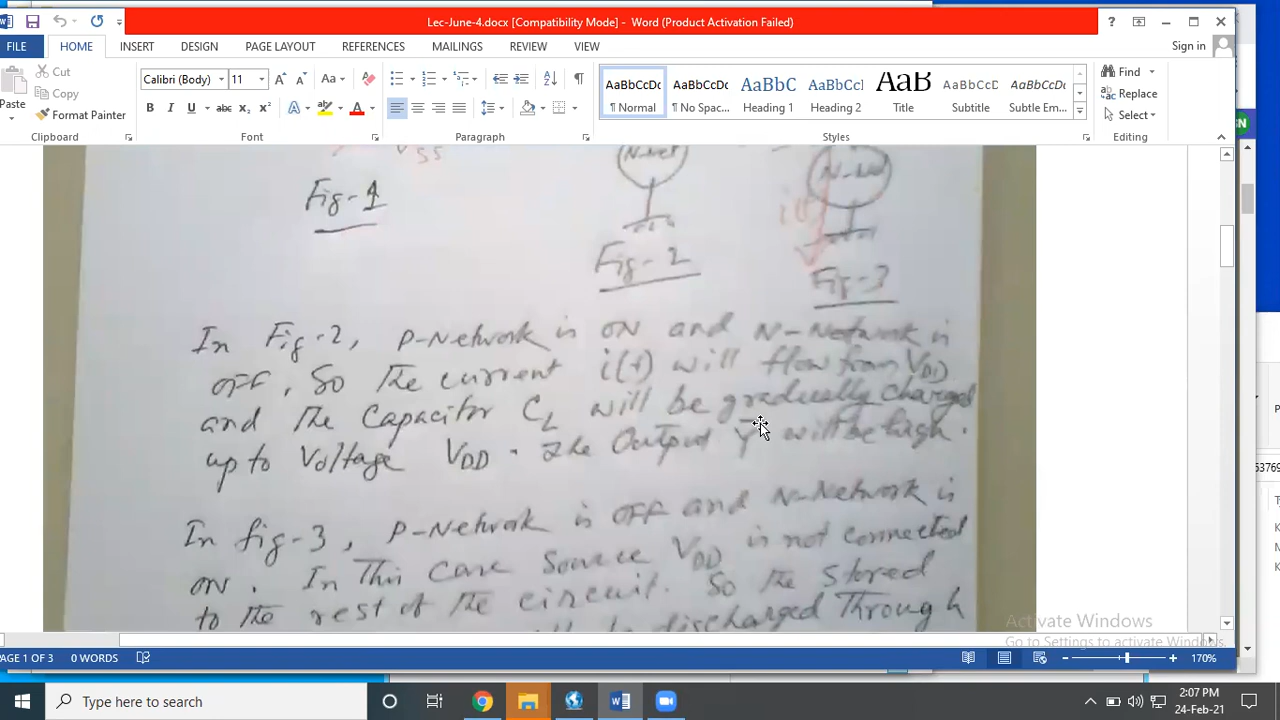 Lec-June-4.docx [Compatibility Mode] - Word (Product Activation Failed)
FILE HOME INSERT DESIGN PAGE LAYOUT REFERENCES MAILINGS REVIEW VIEW Sign in
Cut
Copy
Format Painter
Paste
Clipboard
Calibri (Body) 11
Font
Paragraph
AaBbCcDc AaBbCcDc AaBbC AaBbCcI AaB AaBbCcD AaBbCcDc
¶ Normal ¶ No Spac... Heading 1 Heading 2 Title Subtitle Subtle Em...
Styles
Find
Replace
Select
Editing
VSS
N-Net
Fig-1
Fig-2
Fig-3
In Fig-2, P-Network is ON and N-Network is
OFF, So The current i(t) will flow from VDD
and The Capacitor CL will be gradually charged
up to Voltage VDD. The Output Y will be high.
In fig-3, P-Network is OFF and N-Network is
ON. In This case Source VDD is not connected
to the rest of The circuit. So the Stored
discharged Through
Activate Windows
Go to Settings to activate Windows.
PAGE 1 OF 3 0 WORDS 170%
Type here to search
2:07 PM
24-Feb-21